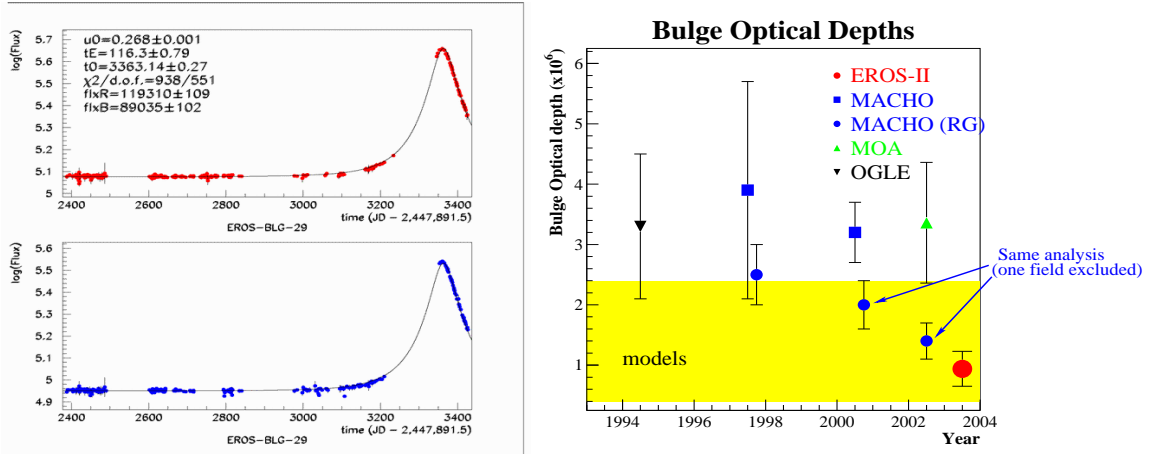 log(Flux)
u0=0.268±0.001
tE=116.3±0.79
t0=3363.14±0.27
χ2/d.o.f.=938/551
flxR=119310±109
flxB=89035±102
5.7
5.6
5.5
5.4
5.3
5.2
5.1
5
2400 2600 2800 3000 3200 3400
time (JD - 2,447,891.5)
EROS-BLG-29
log(Flux)
5.6
5.5
5.4
5.3
5.2
5.1
5
4.9
2400 2600 2800 3000 3200 3400
time (JD - 2,447,891.5)
EROS-BLG-29
Bulge Optical Depths
Bulge Optical depth (x10⁶)
6
5
4
3
2
1
EROS-II
MACHO
MACHO (RG)
MOA
OGLE
Same analysis
(one field excluded)
models
1994 1996 1998 2000 2002 2004
Year